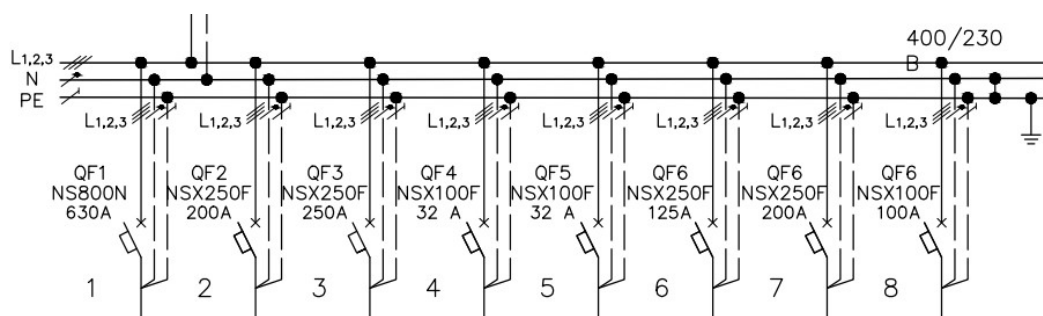 400/230
L1,2,3
В
N
PE
L1,2,3
L1,2,3
L1,2,3
L1,2,3
L1,2,3
L1,2,3
L1,2,3
L1,2,3
QF1
NS800N
630A
QF2
NSX250F
200A
QF3
NSX250F
250A
QF4
NSX100F
32 A
QF5
NSX100F
32 A
QF6
NSX250F
125A
QF6
NSX250F
200A
QF6
NSX100F
100A
1
2
3
4
5
6
7
8